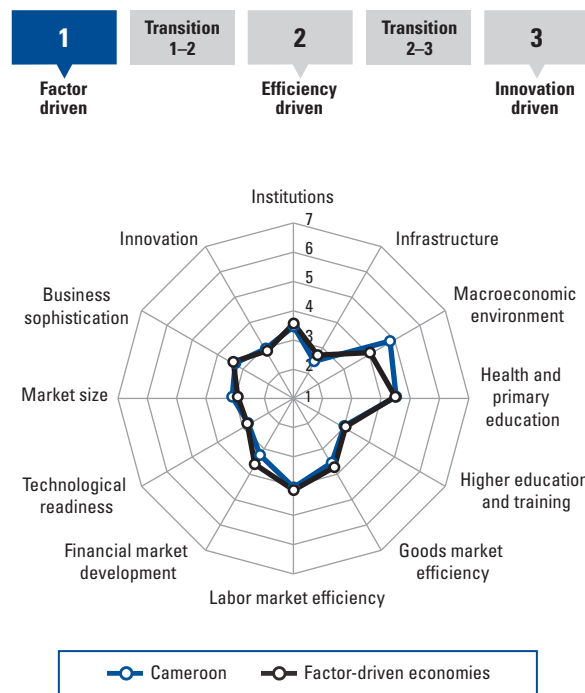 1
Transition
1–2
2
Transition
2–3
3
Factor
driven
Efficiency
driven
Innovation
driven
Institutions
7
Innovation
6
Infrastructure
5
Business
sophistication
4
Macroeconomic
environment
3
2
Market size
1
Health and
primary
education
Technological
readiness
Higher education
and training
Financial market
development
Goods market
efficiency
Labor market efficiency
Cameroon
Factor-driven economies